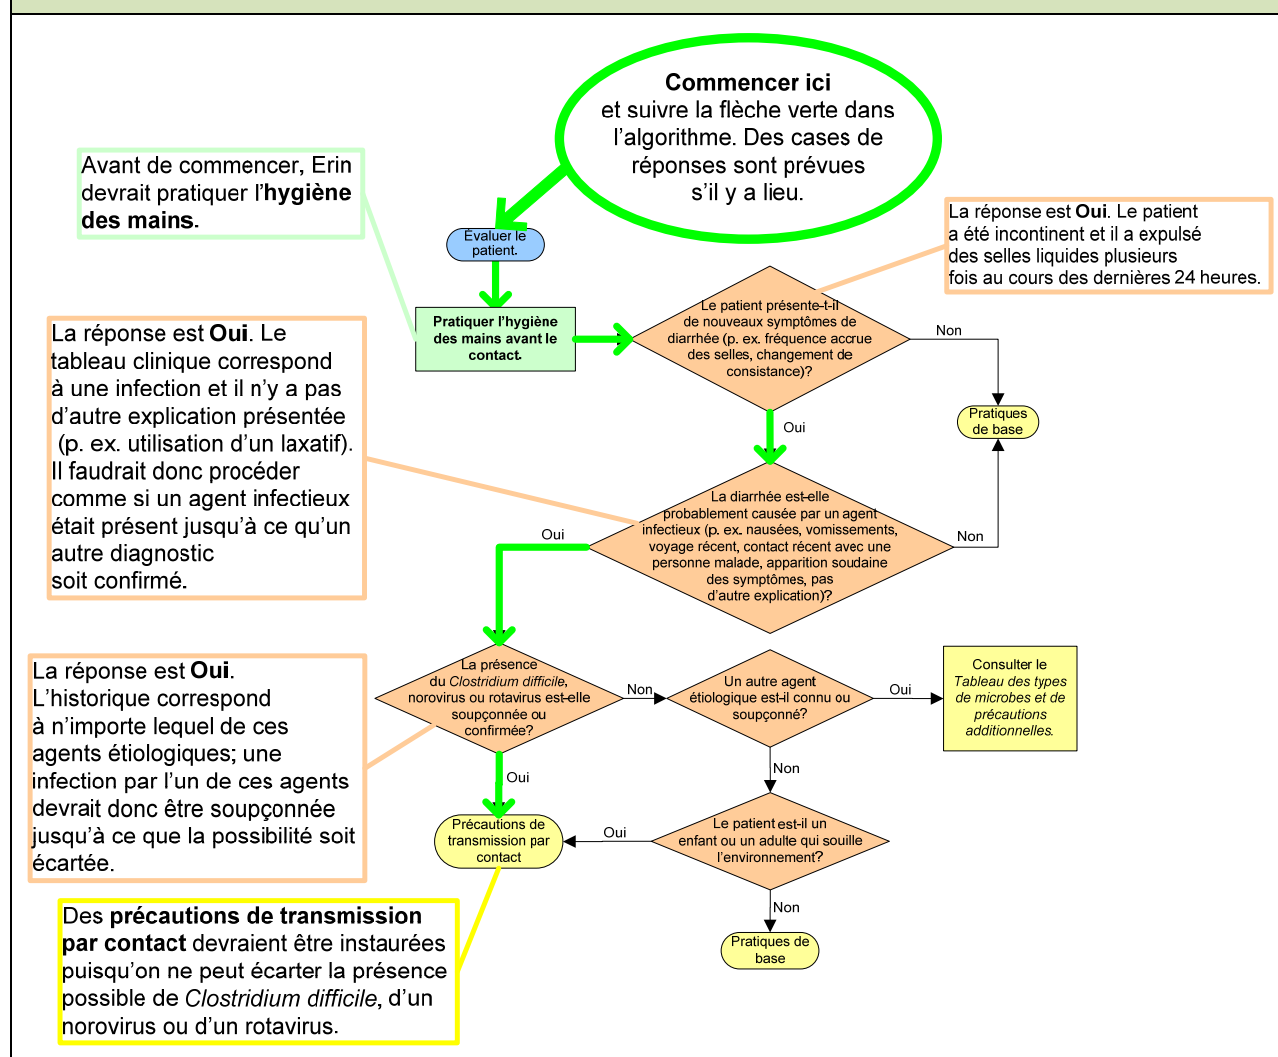 Commencer ici
et suivre la flèche verte dans
l'algorithme. Des cases de
réponses sont prévues
s'il y a lieu.
Avant de commencer, Erin
devrait pratiquer l'hygiène
des mains.
Évaluer le
patient.
La réponse est Oui. Le patient
a été incontinent et il a expulsé
des selles liquides plusieurs
fois au cours des dernières 24 heures.
Pratiquer l'hygiène
des mains avant le
contact.
Le patient présente-t-il
de nouveaux symptômes de
diarrhée (p. ex. fréquence accrue
des selles, changement de
consistance)?
Non
Pratiques
de base
Oui
La réponse est Oui. Le
tableau clinique correspond
à une infection et il n'y a pas
d'autre explication présentée
(p. ex. utilisation d'un laxatif).
Il faudrait donc procéder
comme si un agent infectieux
était présent jusqu'à ce qu'un
autre diagnostic
soit confirmé.
La diarrhée est-elle
probablement causée par un agent
infectieux (p. ex. nausées, vomissements,
voyage récent, contact récent avec une
personne malade, apparition soudaine
des symptômes, pas
d'autre explication)?
Non
Oui
La réponse est Oui.
L'historique correspond
à n'importe lequel de ces
agents étiologiques; une
infection par l'un de ces agents
devrait donc être soupçonnée
jusqu'à ce que la possibilité soit
écartée.
La présence
du Clostridium difficile,
norovirus ou rotavirus est-elle
soupçonnée ou
confirmée?
Non
Un autre agent
étiologique est-il connu ou
soupçonné?
Oui
Consulter le
Tableau des types
de microbes et de
précautions
additionnelles.
Oui
Non
Précautions de
transmission par
contact
Oui
Le patient est-il un
enfant ou un adulte qui souille
l'environnement?
Non
Pratiques de
base
Des précautions de transmission
par contact devraient être instaurées
puisqu'on ne peut écarter la présence
possible de Clostridium difficile, d'un
norovirus ou d'un rotavirus.